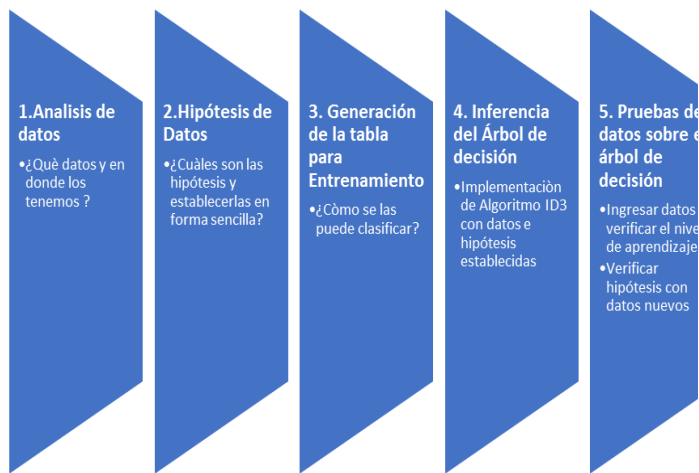 1.Analisis de
datos
•¿Què datos y en
donde los
tenemos ?
2.Hipótesis de
Datos
•¿Cuàles son las
hipótesis y
establecerlas en
forma sencilla?
3. Generación
de la tabla
para
Entrenamiento
•¿Còmo se las
puede clasificar?
4. Inferencia
del Árbol de
decisión
•Implementaciòn
de Algoritmo ID3
con datos e
hipótesis
establecidas
5. Pruebas de
datos sobre e
árbol de
decisión
•Ingresar datos
verificar el nive
de aprendizaje
•Verificar
hipótesis con
datos nuevos